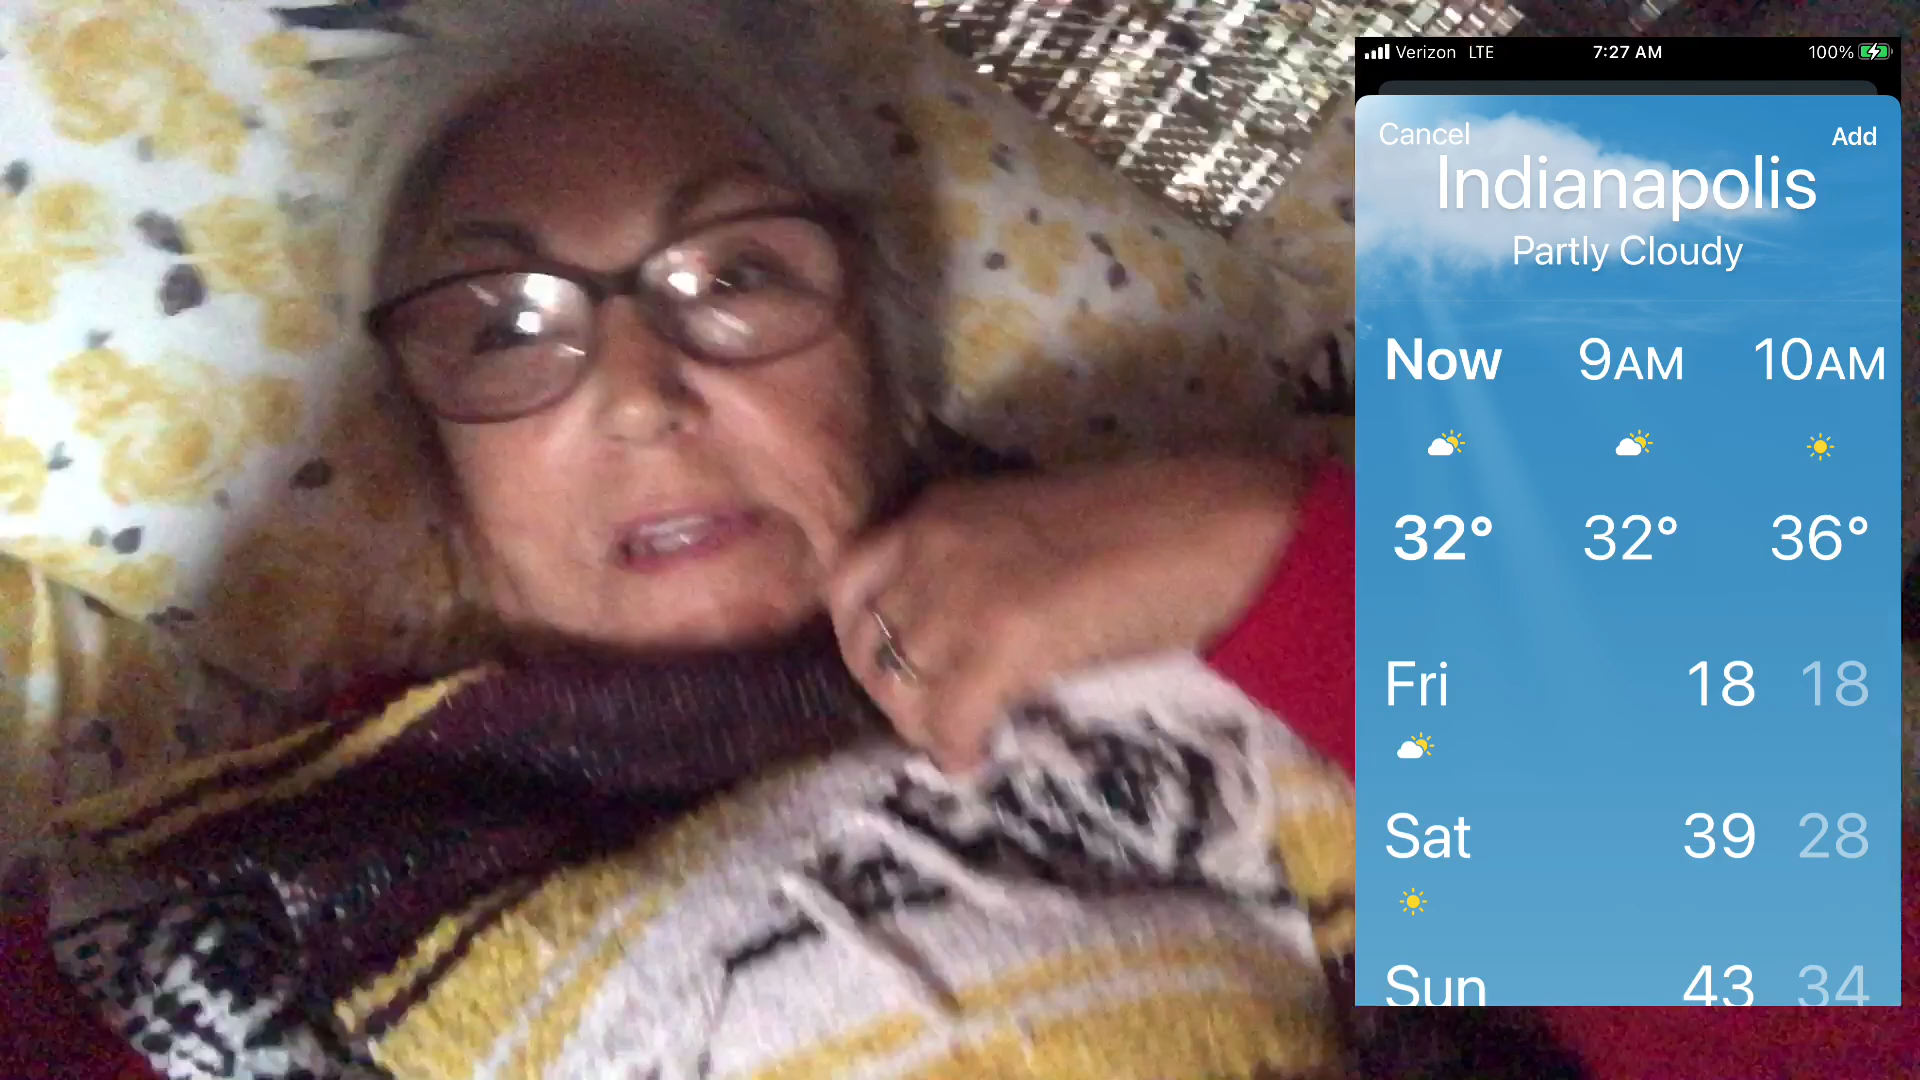 Verizon LTE 7:27 AM 100%
Cancel Add
Indianapolis
Partly Cloudy
Now 9AM 10AM
32° 32° 36°
Fri 18 18
Sat 39 28
Sun 43 34